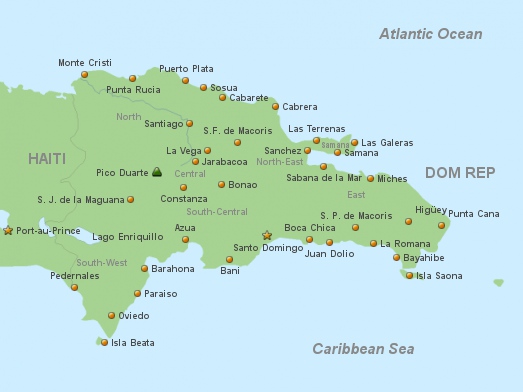 Atlantic Ocean
Monte Cristi
Puerto Plata
Punta Rucia
Sosua
Cabarete
Cabrera
North
Santiago
S.F. de Macoris
Las Terrenas
Las Galeras
Samana
La Vega
Sanchez
Samana
HAITI
Jarabacoa
North-East
Pico Duarte
Central
Sabana de la Mar
Miches
DOM REP
Bonao
Constanza
East
S. J. de la Maguana
South-Central
S. P. de Macoris
Higüey
Punta Cana
Port-au-Prince
Lago Enriquillo
Azua
Boca Chica
Santo Domingo
La Romana
Juan Dolio
Bayahibe
South-West
Barahona
Bani
Pedernales
Isla Saona
Paraiso
Oviedo
Isla Beata
Caribbean Sea